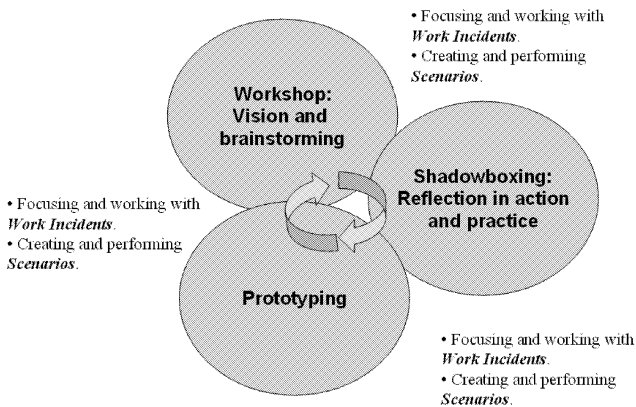 • Focusing and working with
Work Incidents.
• Creating and performing
Scenarios.
Workshop:
Vision and
brainstorming
Shadowboxing:
Reflection in action
and practice
• Focusing and working with
Work Incidents.
• Creating and performing
Scenarios.
Prototyping
• Focusing and working with
Work Incidents.
• Creating and performing
Scenarios.